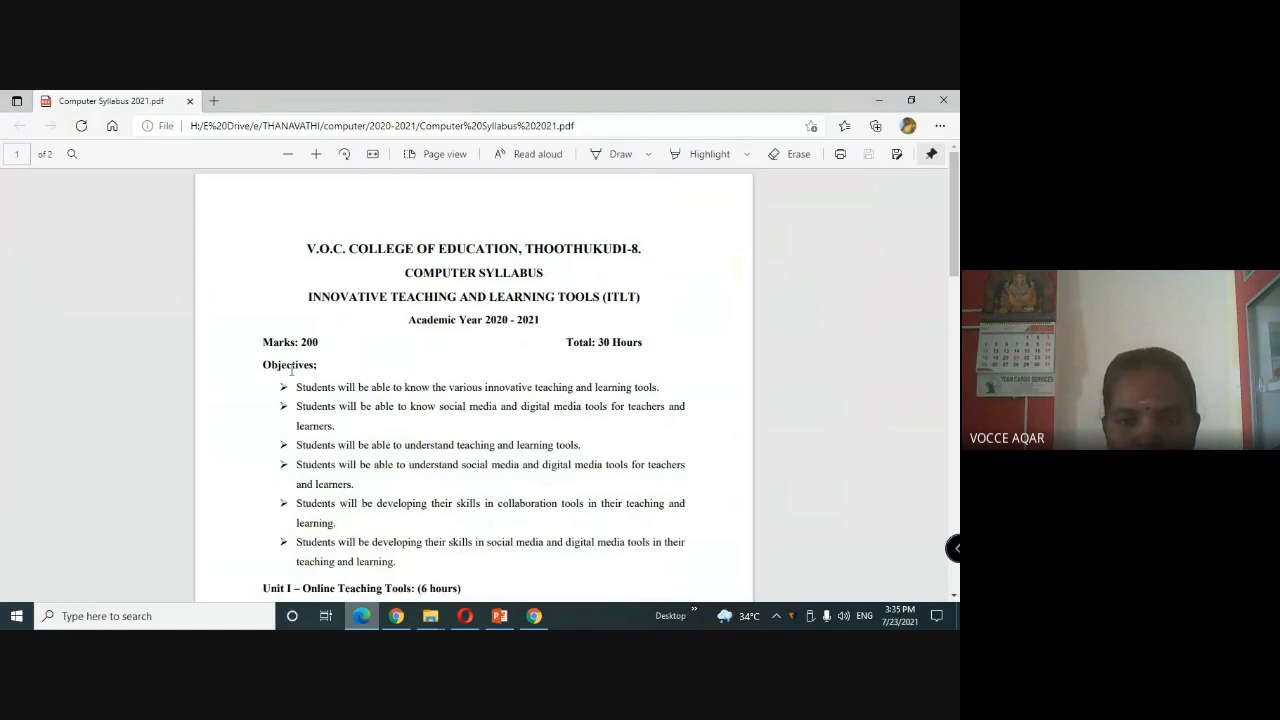 Computer Syllabus 2021.pdf
File
H:/E%20Drive/e/THANAVATHI/computer/2020-2021/Computer%20Syllabus%202021.pdf
1 of 2
Page view
Read aloud
Draw
Highlight
Erase
V.O.C. COLLEGE OF EDUCATION, THOOTHUKUDI-8.
COMPUTER SYLLABUS
INNOVATIVE TEACHING AND LEARNING TOOLS (ITLT)
Academic Year 2020 - 2021
Marks: 200 Total: 30 Hours
Objectives;
➢ Students will be able to know the various innovative teaching and learning tools.
➢ Students will be able to know social media and digital media tools for teachers and
learners.
➢ Students will be able to understand teaching and learning tools.
➢ Students will be able to understand social media and digital media tools for teachers
and learners.
➢ Students will be developing their skills in collaboration tools in their teaching and
learning.
➢ Students will be developing their skills in social media and digital media tools in their
teaching and learning.
Unit I – Online Teaching Tools: (6 hours)
TEAM CARGO SERVICES
VOCCE AQAR
Type here to search
Desktop
34°C
ENG
3:35 PM
7/23/2021